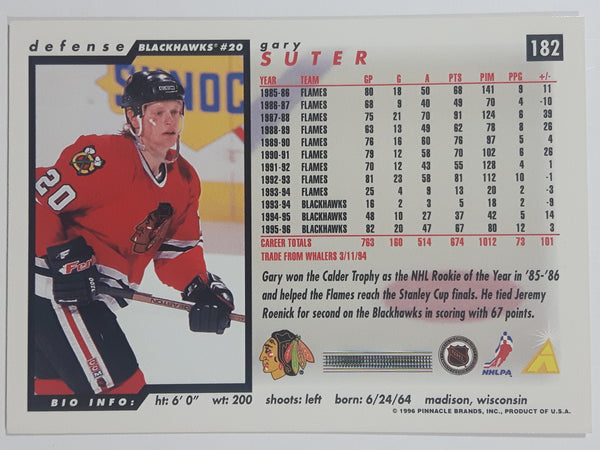 defense BLACKHAWKS® #20
gary
SUTER
182
YEAR TEAM GP G A PTS PIM PPG +/-
1985-86 FLAMES 80 18 50 68 141 9 11
1986-87 FLAMES 68 9 40 49 70 4 -10
1987-88 FLAMES 75 21 70 91 124 6 39
1988-89 FLAMES 63 13 49 62 78 8 26
1989-90 FLAMES 76 16 60 76 97 5 4
1990-91 FLAMES 79 12 58 70 102 6 26
1991-92 FLAMES 70 12 43 55 128 4 1
1992-93 FLAMES 81 23 58 81 112 10 -1
1993-94 FLAMES 25 4 9 13 20 2 -3
1993-94 BLACKHAWKS 16 2 3 5 18 2 -9
1994-95 BLACKHAWKS 48 10 27 37 42 5 14
1995-96 BLACKHAWKS 82 20 47 67 80 12 3
CAREER TOTALS 763 160 514 674 1012 73 101
TRADE FROM WHALERS 3/11/94
Gary won the Calder Trophy as the NHL Rookie of the Year in '85-'86
and helped the Flames reach the Stanley Cup finals. He tied Jeremy
Roenick for second on the Blackhawks in scoring with 67 points.
SUNOC
20
NHL
NHLPA
BIO INFO: ht: 6' 0" wt: 200 shoots: left born: 6/24/64 madison, wisconsin
© 1996 PINNACLE BRANDS, INC., PRODUCT OF U.S.A.